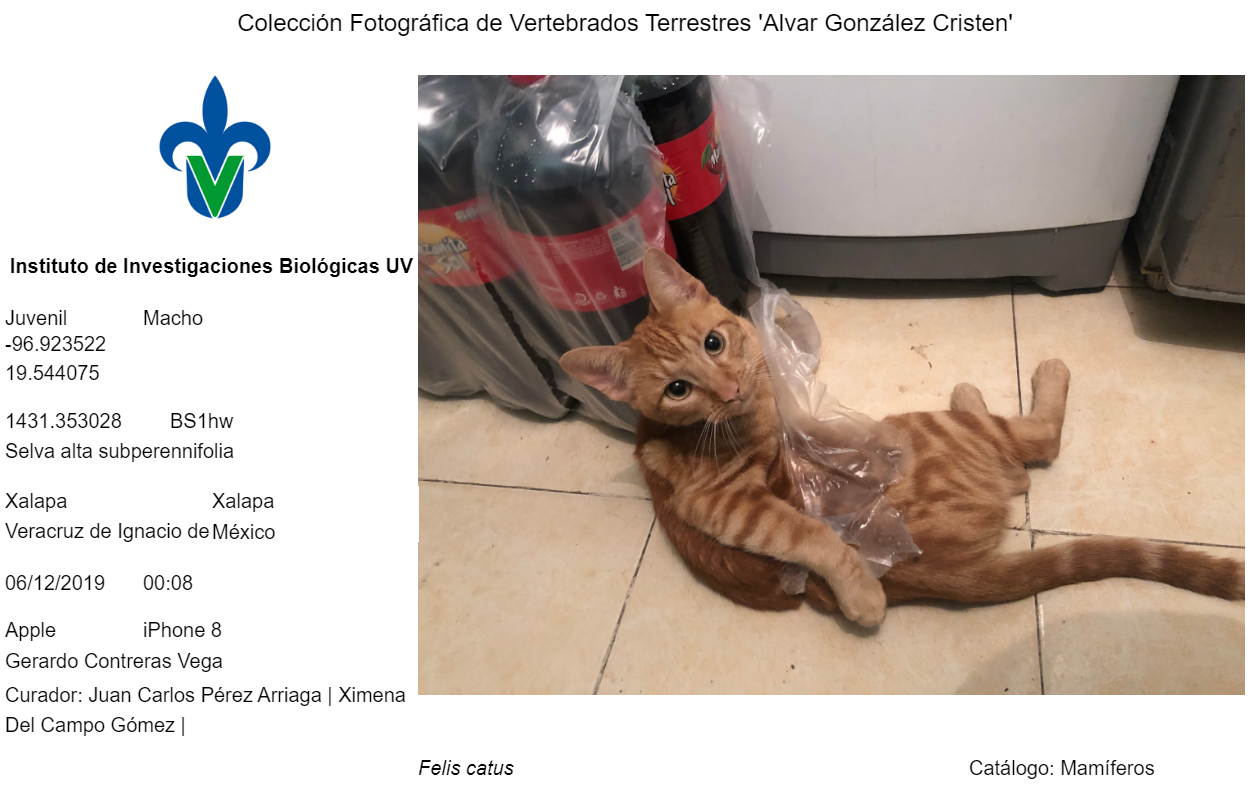 Colección Fotográfica de Vertebrados Terrestres 'Alvar González Cristen'
Instituto de Investigaciones Biológicas UV
Juvenil Macho
-96.923522
19.544075
1431.353028 BS1hw
Selva alta subperennifolia
Xalapa Xalapa
Veracruz de Ignacio de México
06/12/2019 00:08
Apple iPhone 8
Gerardo Contreras Vega
Curador: Juan Carlos Pérez Arriaga | Ximena
Del Campo Gómez |
Felis catus Catálogo: Mamíferos